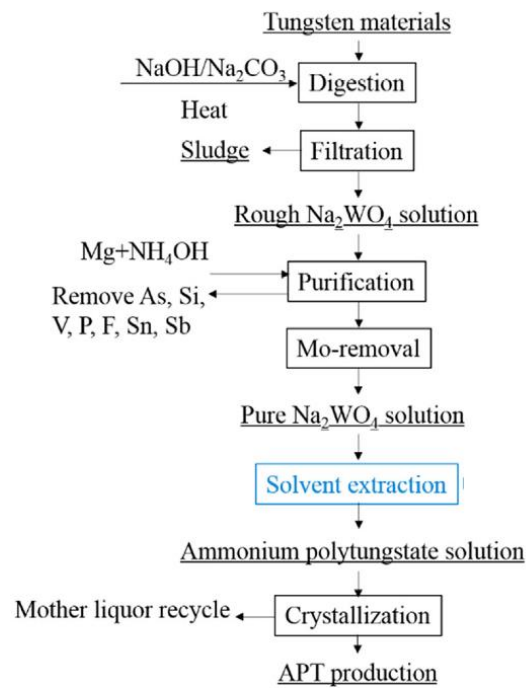 Tungsten materials
NaOH/Na₂CO₃
Digestion
Heat
Sludge
Filtration
Rough Na₂WO₄ solution
Mg+NH₄OH
Purification
Remove As, Si,
V, P, F, Sn, Sb
Mo-removal
Pure Na₂WO₄ solution
Solvent extraction
Ammonium polytungstate solution
Mother liquor recycle
Crystallization
APT production